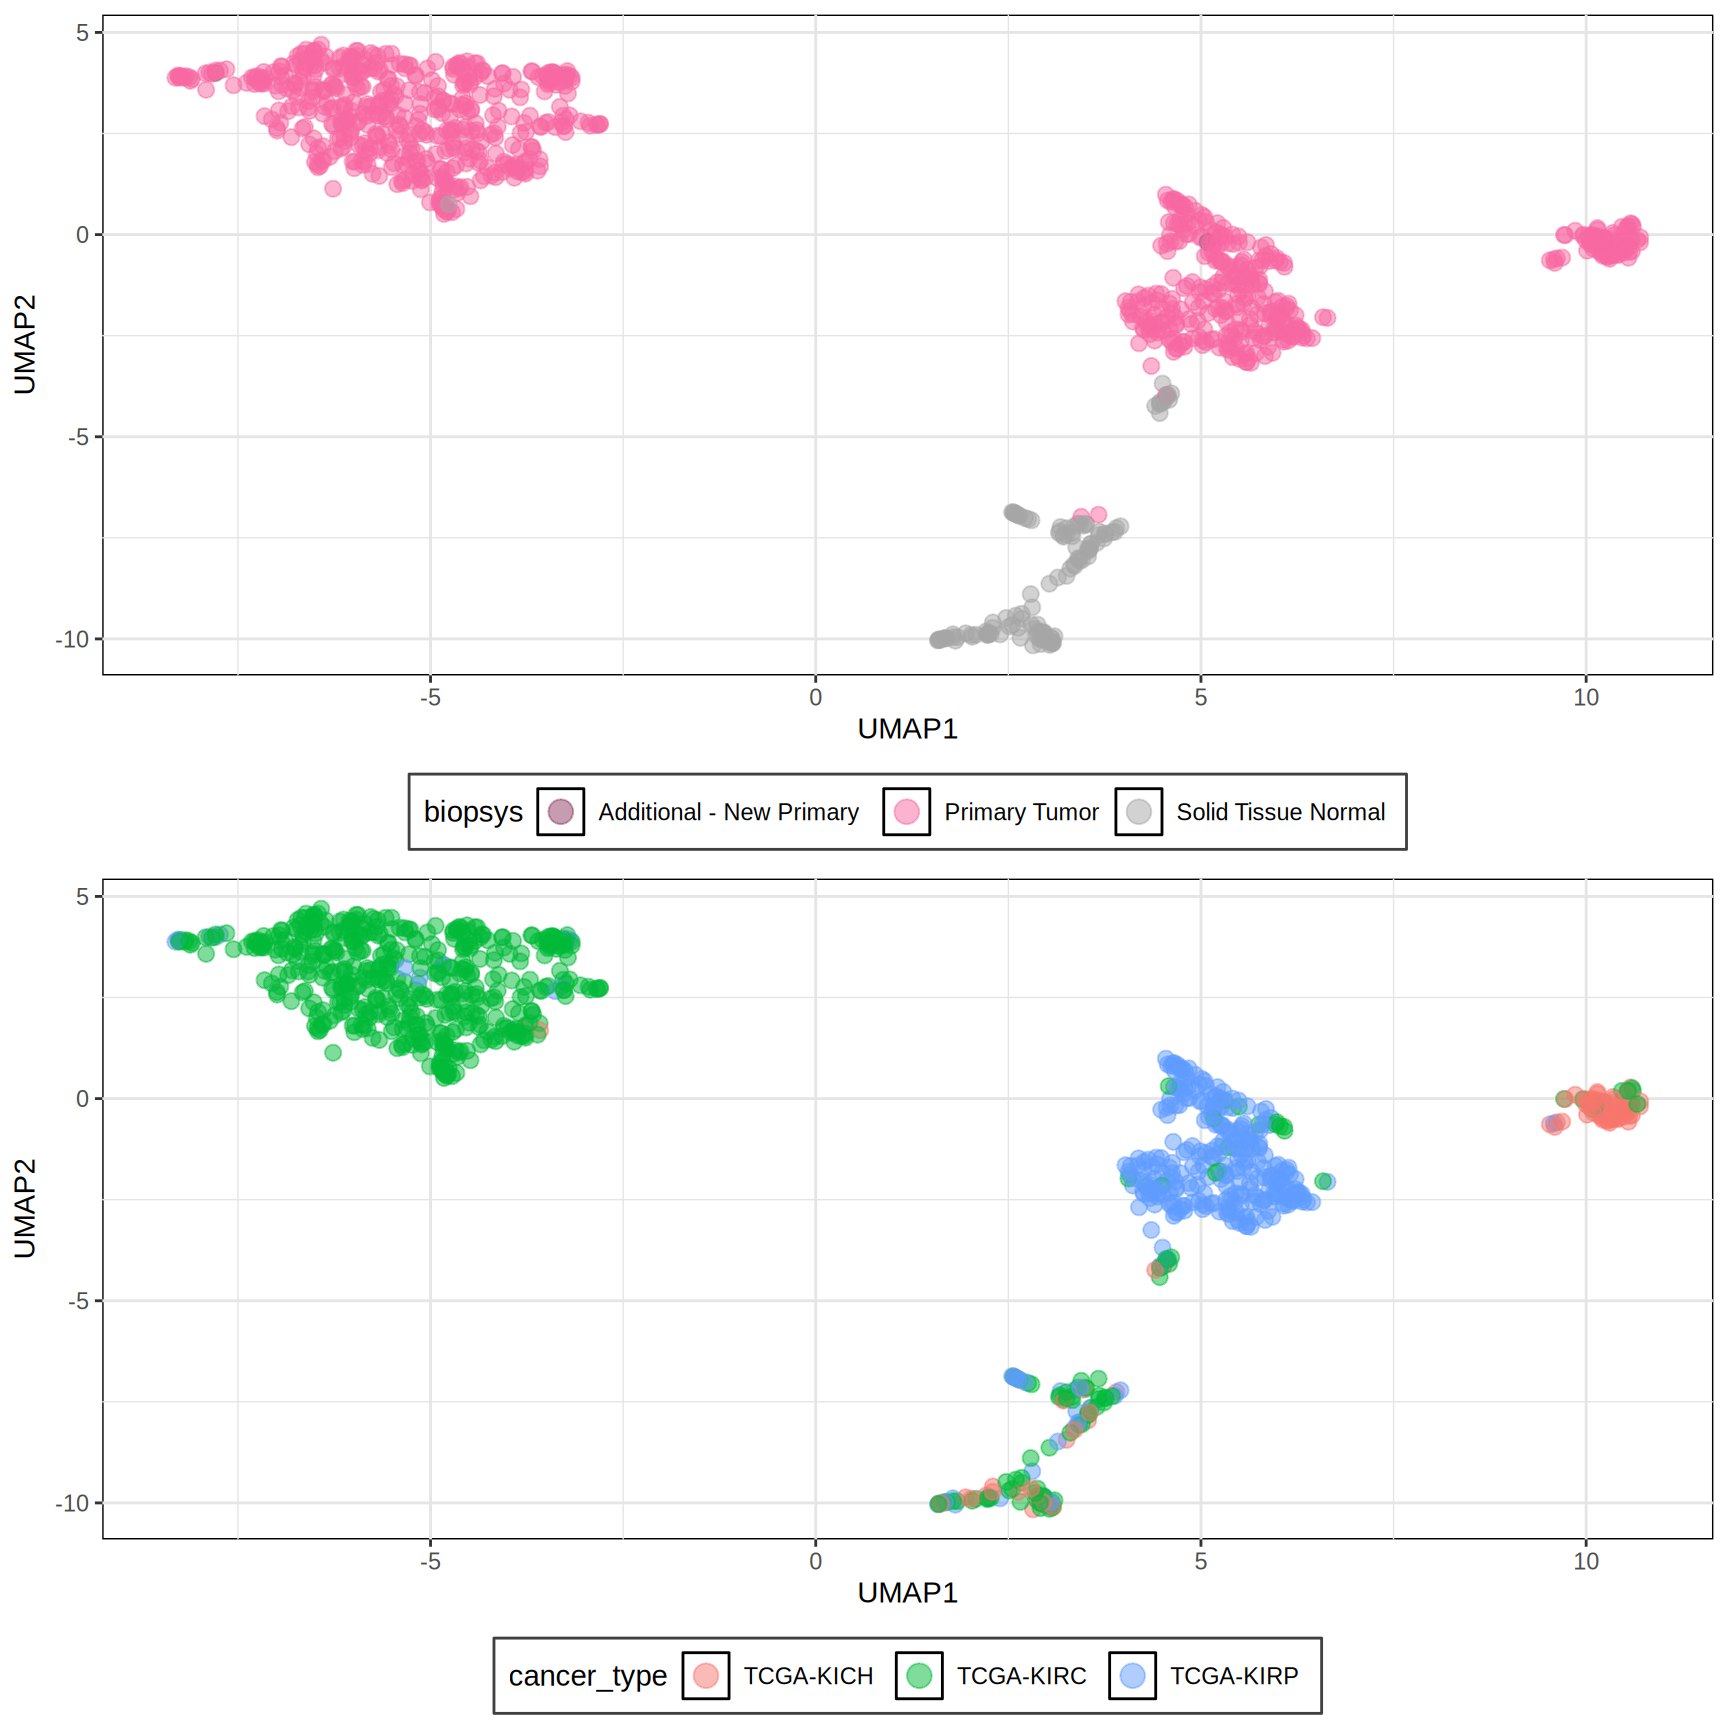 5
0
-5
-10
UMAP2
-5 0 5 10
UMAP1
biopsys Additional - New Primary Primary Tumor Solid Tissue Normal
5
0
-5
-10
UMAP2
-5 0 5 10
UMAP1
cancer_type TCGA-KICH TCGA-KIRC TCGA-KIRP